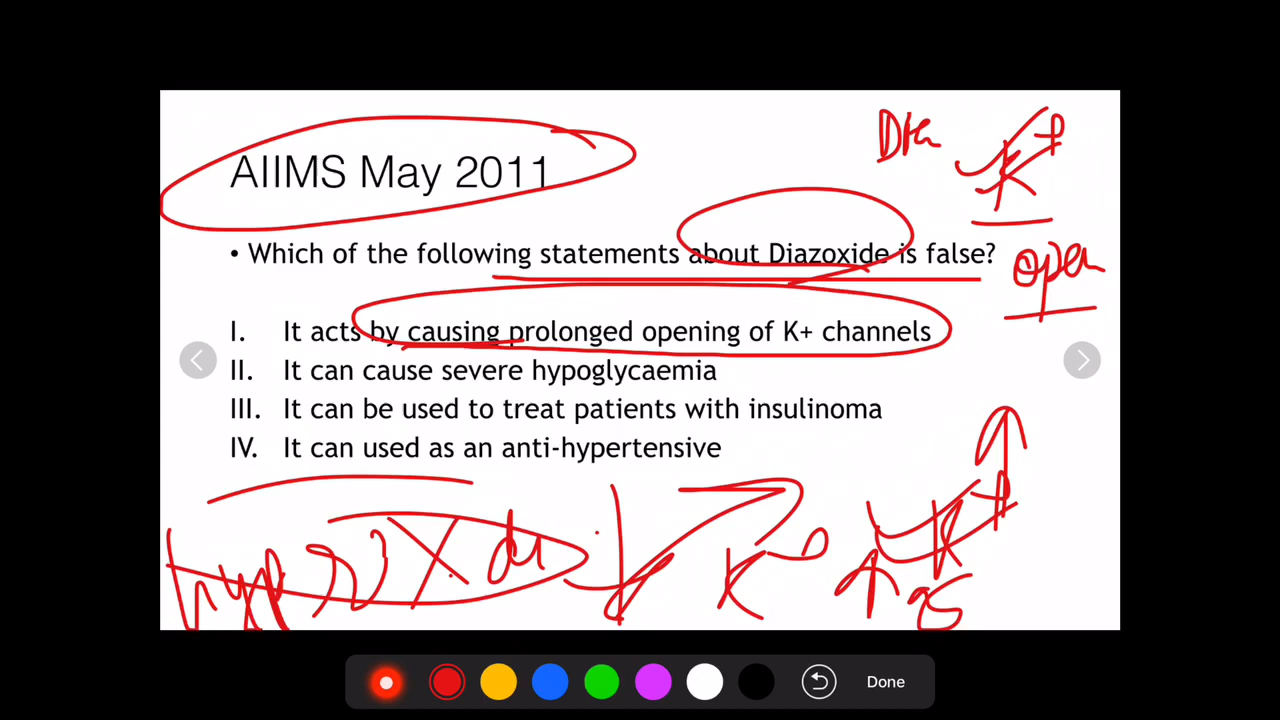 AIIMS May 2011
Dia K+
• Which of the following statements about Diazoxide is false?
open
I. It acts by causing prolonged opening of K+ channels
II. It can cause severe hypoglycaemia
III. It can be used to treat patients with insulinoma
IV. It can used as an anti-hypertensive
K+
Done